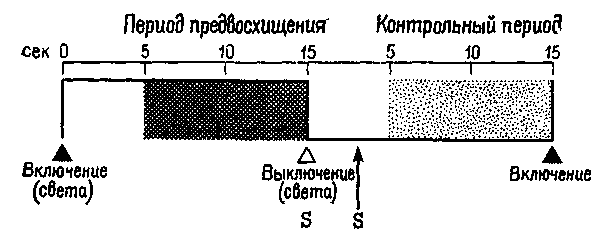 Период предвосхищения Контрольный период
сек 0 5 10 15 5 10 15
Включение Выключение Включение
(света) (света)
S S